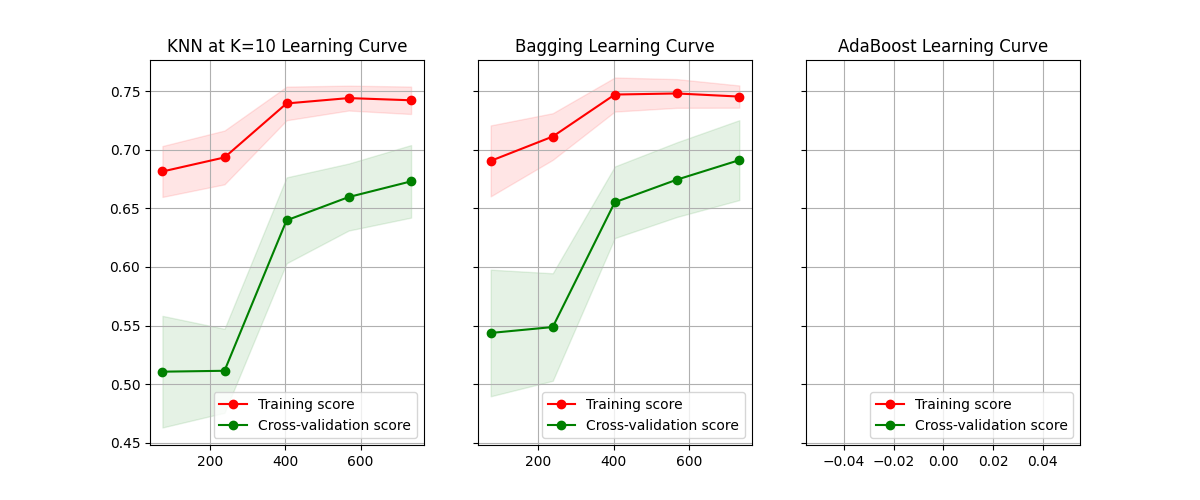 KNN at K=10 Learning Curve
Bagging Learning Curve
AdaBoost Learning Curve
0.75
0.70
0.65
0.60
0.55
0.50
0.45
Training score
Cross-validation score
Training score
Cross-validation score
Training score
Cross-validation score
200 400 600
200 400 600
−0.04 −0.02 0.00 0.02 0.04